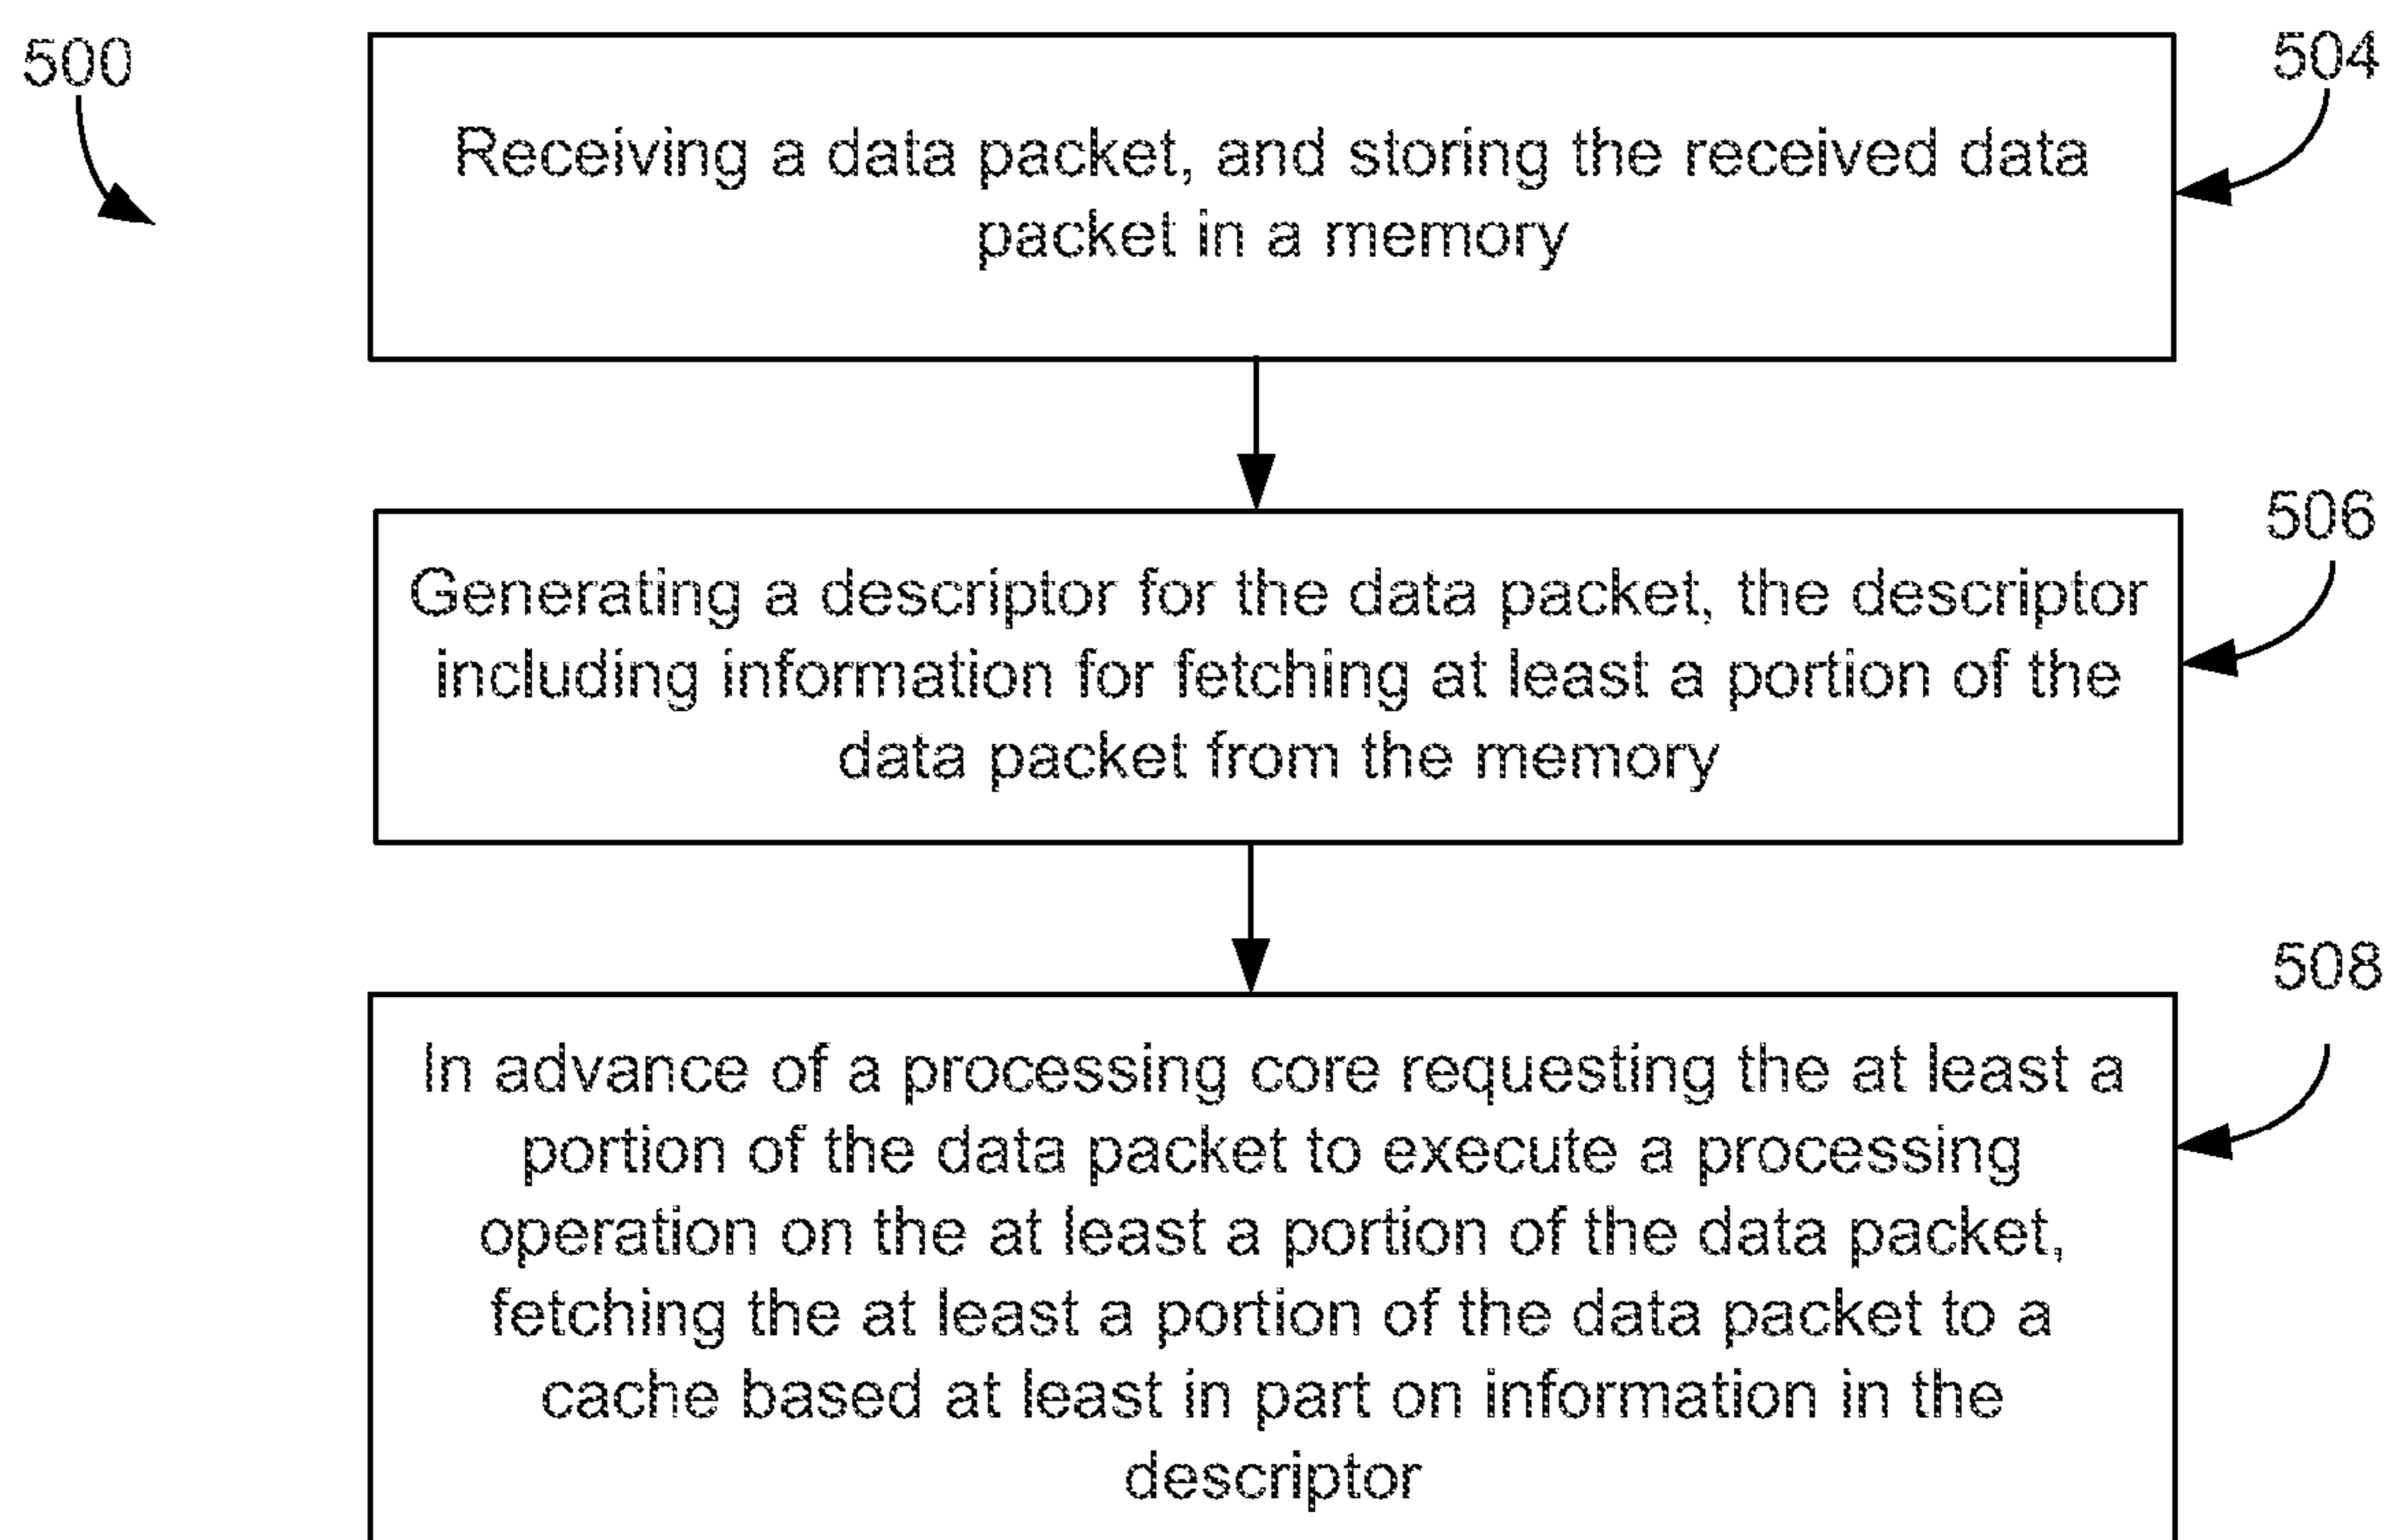 500
504
Receiving a data packet, and storing the received data
packet in a memory
506
Generating a descriptor for the data packet, the descriptor
including information for fetching at least a portion of the
data packet from the memory
508
In advance of a processing core requesting the at least a
portion of the data packet to execute a processing
operation on the at least a portion of the data packet,
fetching the at least a portion of the data packet to a
cache based at least in part on information in the
descriptor